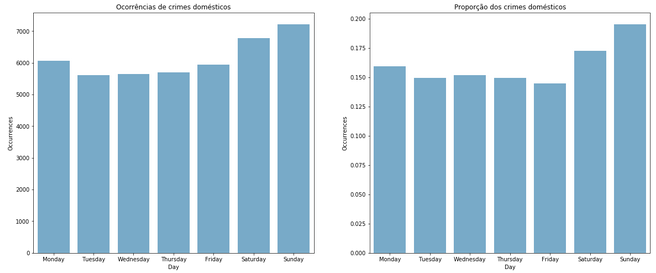 Ocorrências de crimes domésticos
7000
6000
5000
4000
3000
2000
1000
0
Occurrences
Monday Tuesday Wednesday Thursday Friday Saturday Sunday
Day
Proporção dos crimes domésticos
0.200
0.175
0.150
0.125
0.100
0.075
0.050
0.025
0.000
Occurrences
Monday Tuesday Wednesday Thursday Friday Saturday Sunday
Day